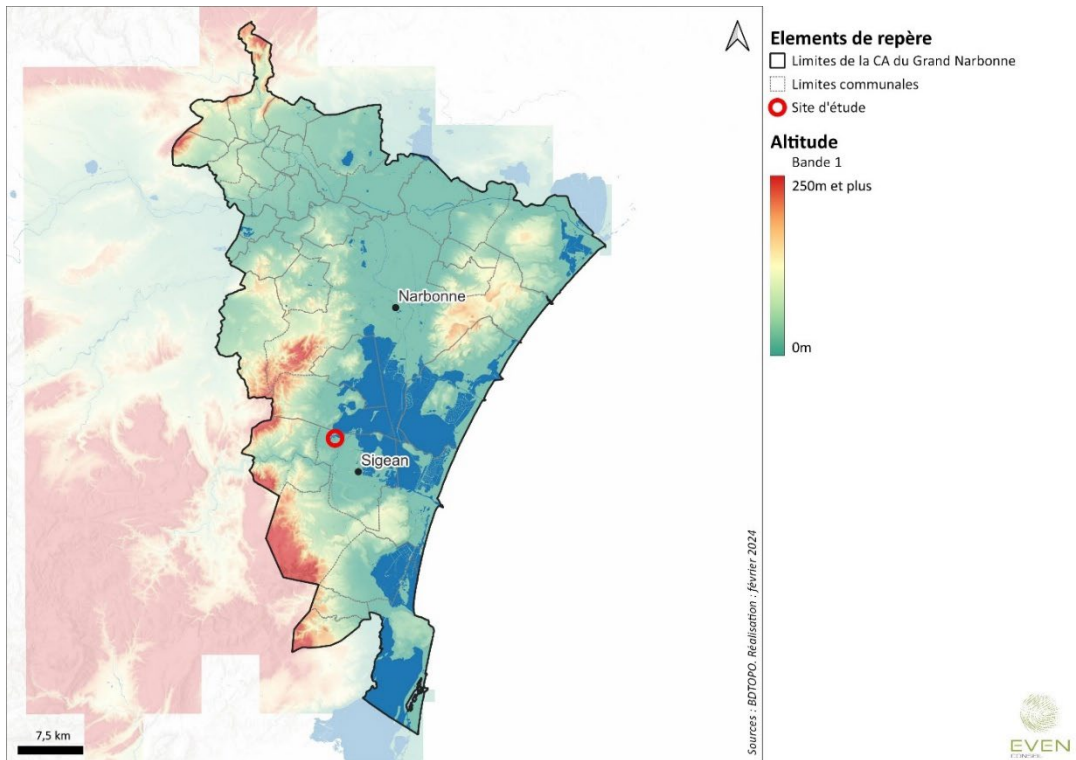 Elements de repère
Limites de la CA du Grand Narbonne
Limites communales
Site d'étude
Altitude
Bande 1
250m et plus
0m
Narbonne
Sigean
7,5 km
Sources : BDTOPO. Réalisation : février 2024
EVEN
CONSEIL